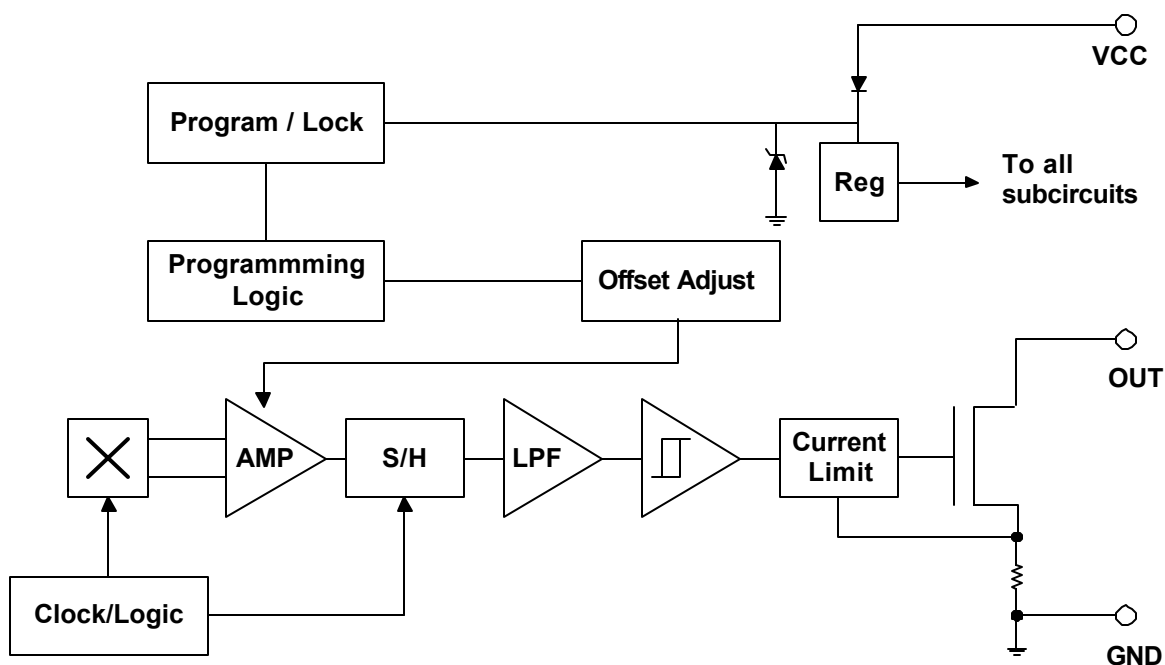 VCC
Program / Lock
Reg
To all
subcircuits
Programmming
Logic
Offset Adjust
OUT
AMP
S/H
LPF
Current
Limit
Clock/Logic
GND